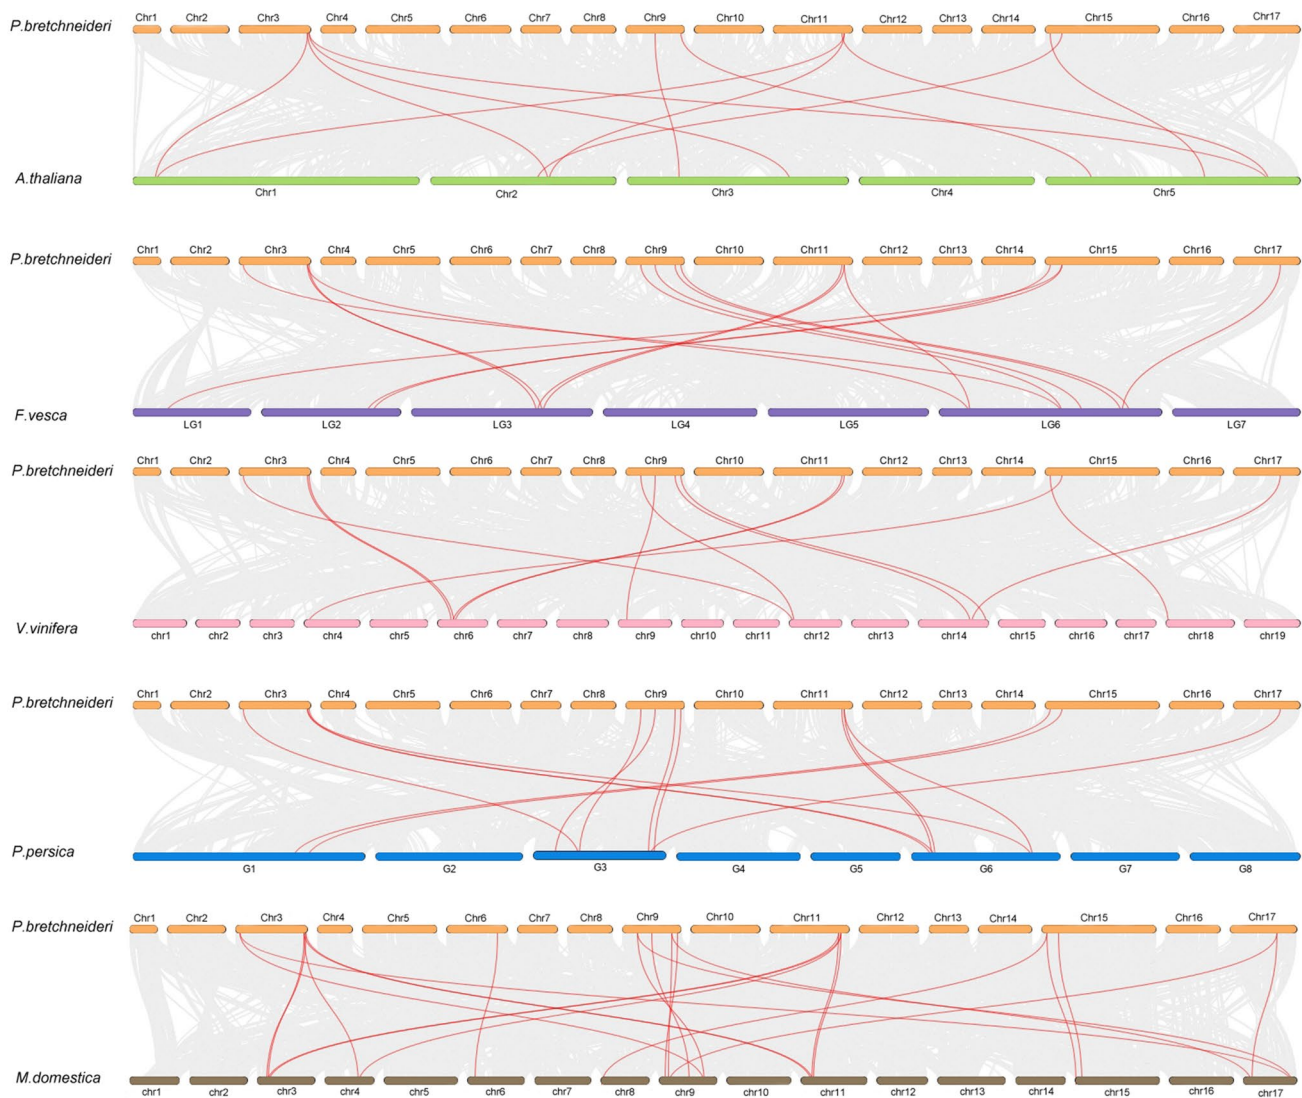 Chr1 Chr2 Chr3 Chr4 Chr5 Chr6 Chr7 Chr8 Chr9 Chr10 Chr11 Chr12 Chr13 Chr14 Chr15 Chr16 Chr17
P.bretchneideri
A.thaliana
Chr1 Chr2 Chr3 Chr4 Chr5
Chr1 Chr2 Chr3 Chr4 Chr5 Chr6 Chr7 Chr8 Chr9 Chr10 Chr11 Chr12 Chr13 Chr14 Chr15 Chr16 Chr17
P.bretchneideri
F.vesca
LG1 LG2 LG3 LG4 LG5 LG6 LG7
Chr1 Chr2 Chr3 Chr4 Chr5 Chr6 Chr7 Chr8 Chr9 Chr10 Chr11 Chr12 Chr13 Chr14 Chr15 Chr16 Chr17
P.bretchneideri
V.vinifera
chr1 chr2 chr3 chr4 chr5 chr6 chr7 chr8 chr9 chr10 chr11 chr12 chr13 chr14 chr15 chr16 chr17 chr18 chr19
Chr1 Chr2 Chr3 Chr4 Chr5 Chr6 Chr7 Chr8 Chr9 Chr10 Chr11 Chr12 Chr13 Chr14 Chr15 Chr16 Chr17
P.bretchneideri
P.persica
G1 G2 G3 G4 G5 G6 G7 G8
Chr1 Chr2 Chr3 Chr4 Chr5 Chr6 Chr7 Chr8 Chr9 Chr10 Chr11 Chr12 Chr13 Chr14 Chr15 Chr16 Chr17
P.bretchneideri
M.domestica
chr1 chr2 chr3 chr4 chr5 chr6 chr7 chr8 chr9 chr10 chr11 chr12 chr13 chr14 chr15 chr16 chr17